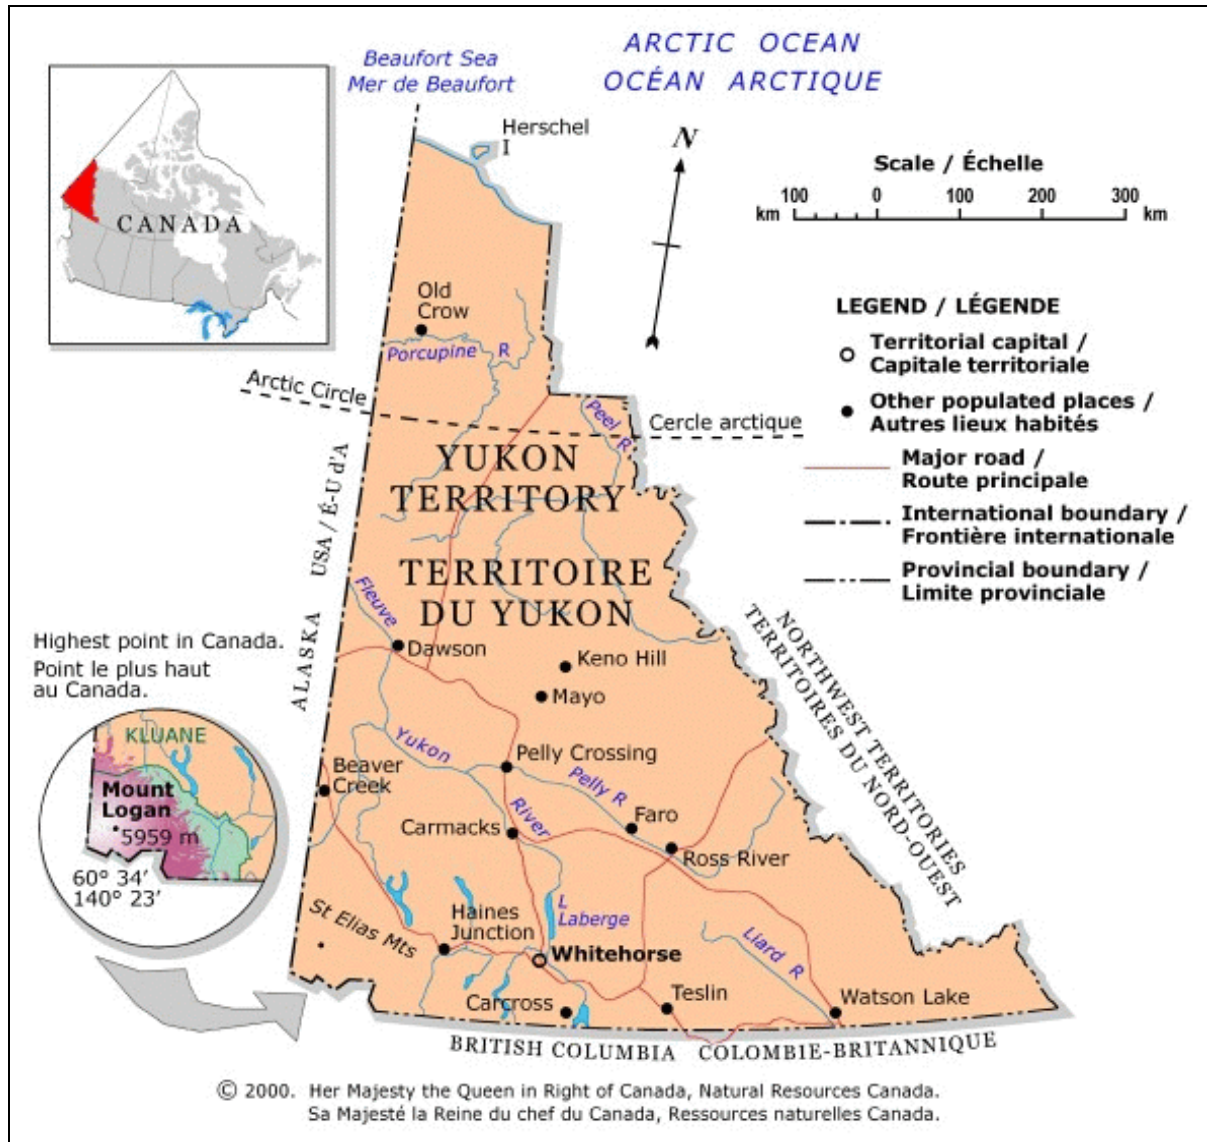 ARCTIC OCEAN
OCÉAN ARCTIQUE
Beaufort Sea
Mer de Beaufort
CANADA
Herschel
I
N
Scale / Échelle
100 0 100 200 300
km km
Old
Crow
Porcupine R
LEGEND / LÉGENDE
Territorial capital /
Capitale territoriale
Other populated places /
Autres lieux habités
Major road /
Route principale
International boundary /
Frontière internationale
Provincial boundary /
Limite provinciale
Arctic Circle
Cercle arctique
Peel R
YUKON
TERRITORY
TERRITOIRE
DU YUKON
ALASKA USA / É-U d'A
Fleuve
Dawson
Keno Hill
Mayo
NORTHWEST TERRITORIES
TERRITOIRES DU NORD-OUEST
Highest point in Canada.
Point le plus haut
au Canada.
KLUANE
Mount
Logan
5959 m
60° 34′
140° 23′
Yukon
River
Pelly Crossing
Pelly R
Beaver
Creek
Carmacks
Faro
Ross River
St Elias Mts
Haines
Junction
L
Laberge
Whitehorse
Liard R
Carcross
Teslin
Watson Lake
BRITISH COLUMBIA COLOMBIE-BRITANNIQUE
© 2000. Her Majesty the Queen in Right of Canada, Natural Resources Canada.
Sa Majesté la Reine du chef du Canada, Ressources naturelles Canada.